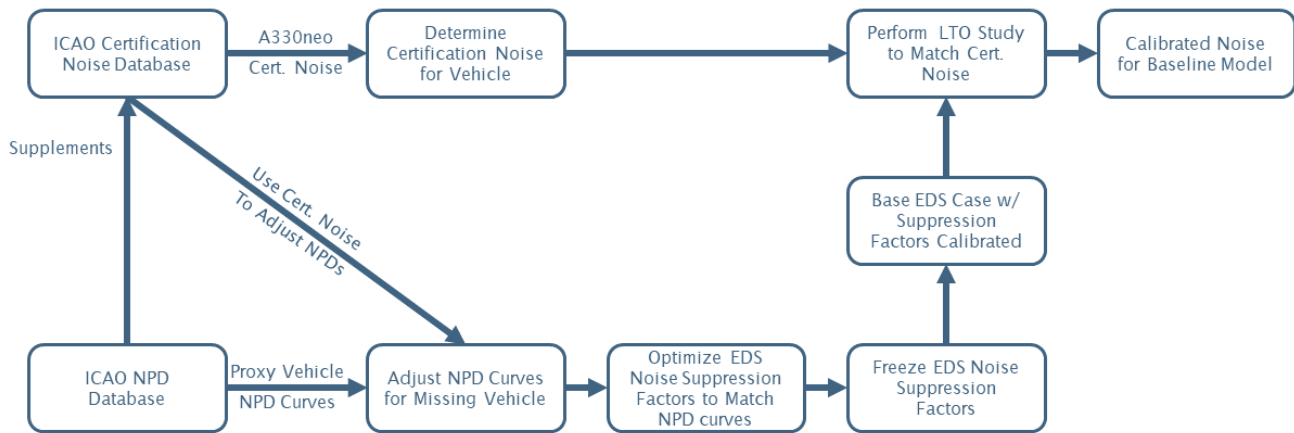 ICAO Certification
Noise Database
A330neo
Cert. Noise
Determine
Certification Noise
for Vehicle
Perform LTO Study
to Match Cert.
Noise
Calibrated Noise
for Baseline Model
Supplements
Use Cert. Noise
To Adjust NPDs
Base EDS Case w/
Suppression
Factors Calibrated
ICAO NPD
Database
Proxy Vehicle
NPD Curves
Adjust NPD Curves
for Missing Vehicle
Optimize EDS
Noise Suppression
Factors to Match
NPD curves
Freeze EDS Noise
Suppression
Factors